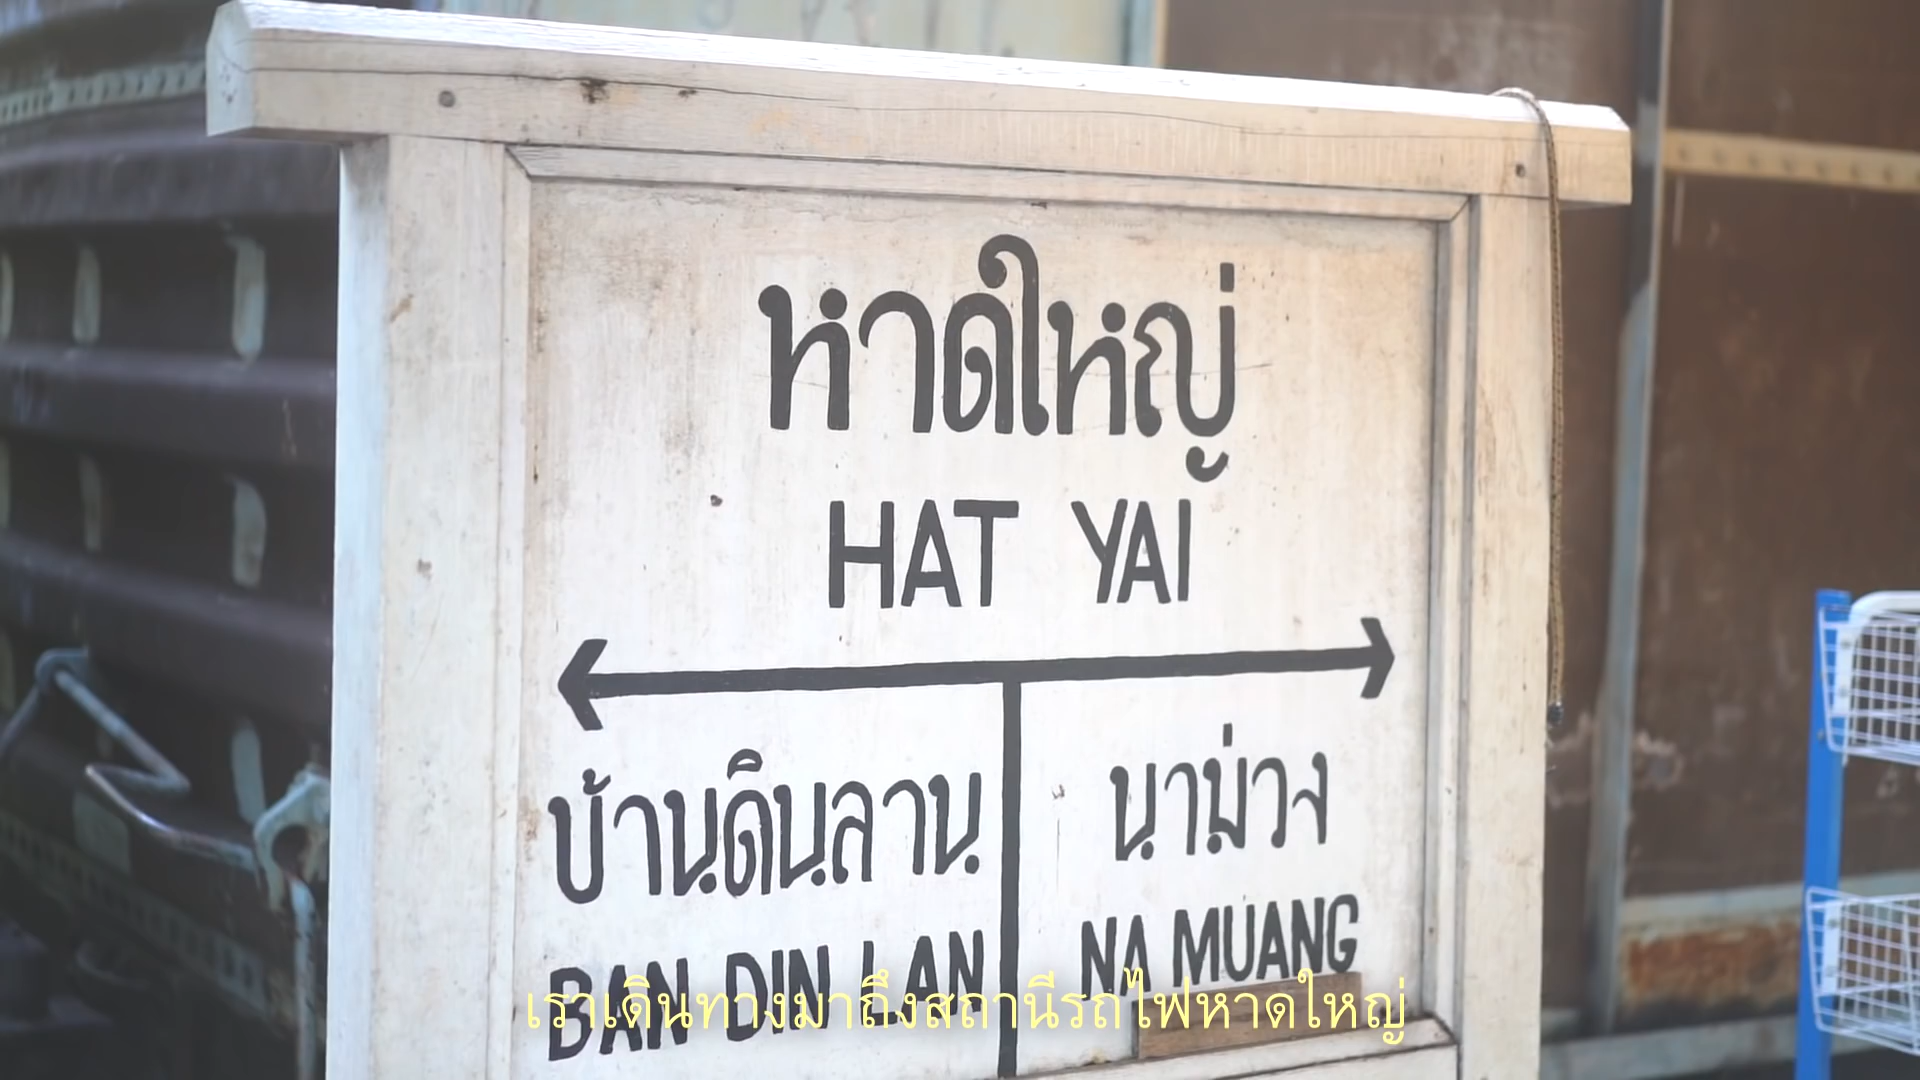 หาดใหญ่
HAT YAI
บ้านดินลาน
BAN DIN LAN
นาม่วง
NA MUANG
เราเดินทางมาถึงสถานีรถไฟหาดใหญ่